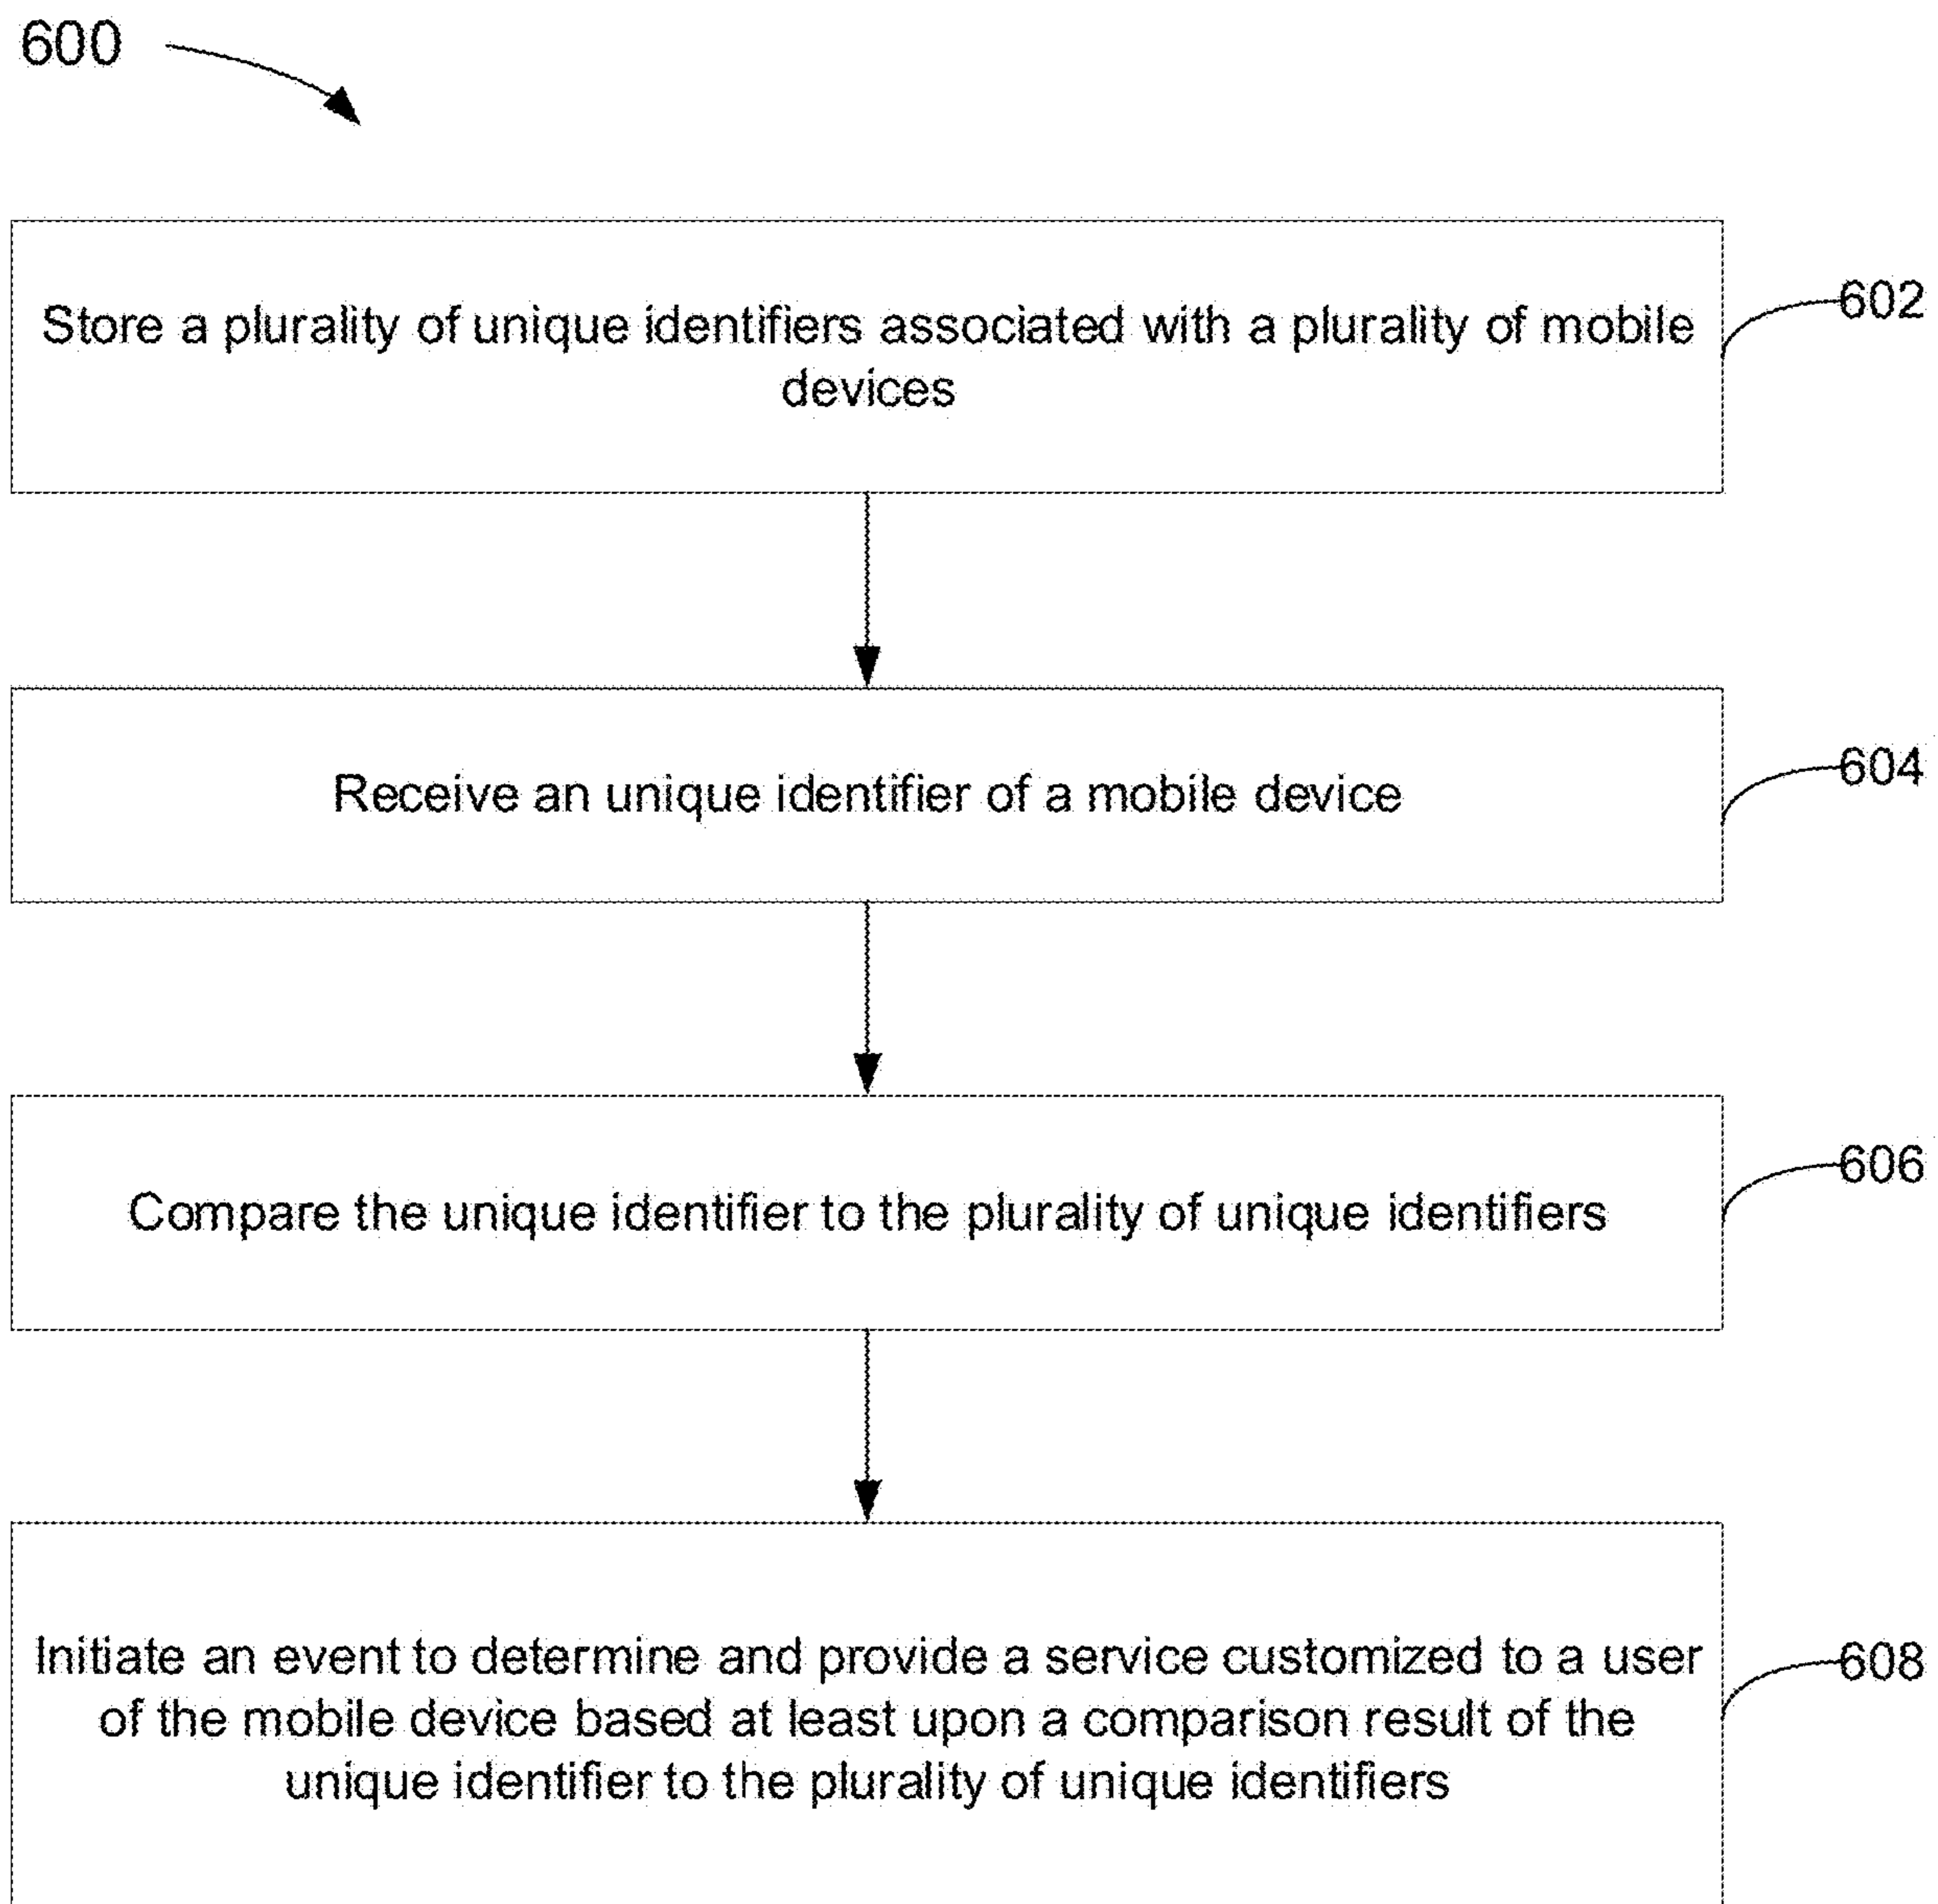 600
Store a plurality of unique identifiers associated with a plurality of mobile
devices
602
Receive an unique identifier of a mobile device
604
Compare the unique identifier to the plurality of unique identifiers
606
Initiate an event to determine and provide a service customized to a user
of the mobile device based at least upon a comparison result of the
unique identifier to the plurality of unique identifiers
608